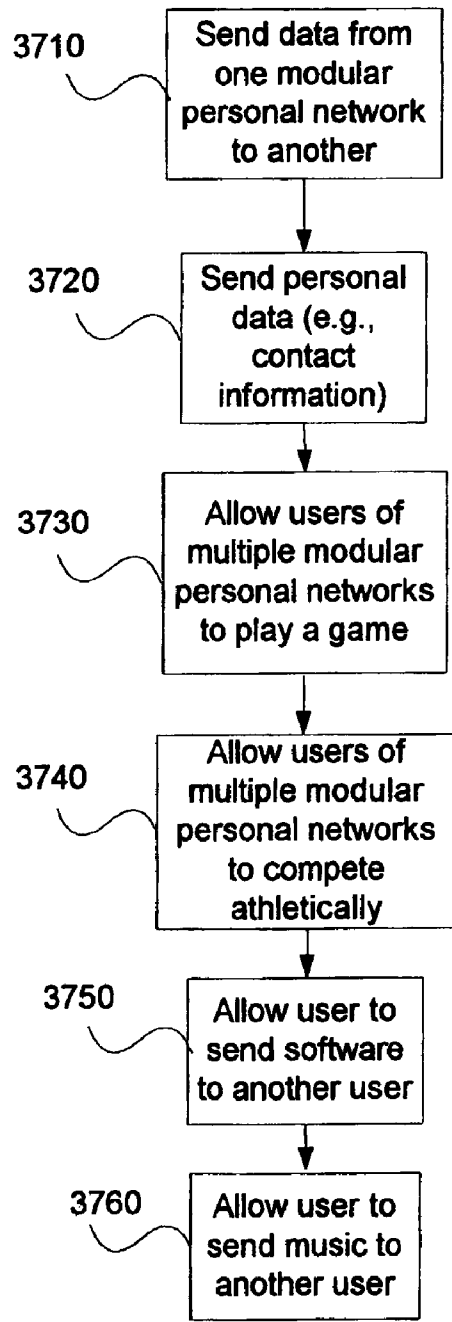 3710
Send data from
one modular
personal network
to another
3720
Send personal
data (e.g.,
contact
information)
3730
Allow users of
multiple modular
personal networks
to play a game
3740
Allow users of
multiple modular
personal networks
to compete
athletically
3750
Allow user to
send software
to another user
3760
Allow user to
send music to
another user